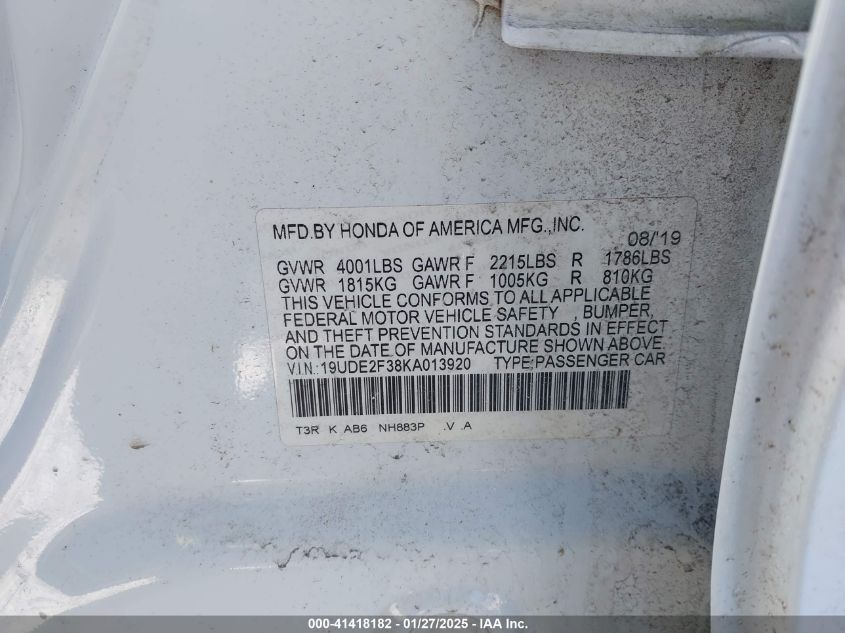 MFD.BY HONDA OF AMERICA MFG.,INC. 08/'19
GVWR 4001LBS GAWR F 2215LBS R 1786LBS
GVWR 1815KG GAWR F 1005KG R 810KG
THIS VEHICLE CONFORMS TO ALL APPLICABLE
FEDERAL MOTOR VEHICLE SAFETY , BUMPER,
AND THEFT PREVENTION STANDARDS IN EFFECT
ON THE DATE OF MANUFACTURE SHOWN ABOVE.
VIN:19UDE2F38KA013920 TYPE:PASSENGER CAR
T3R K AB6 NH883P .V .A
000-41418182 - 01/27/2025 - IAA Inc.